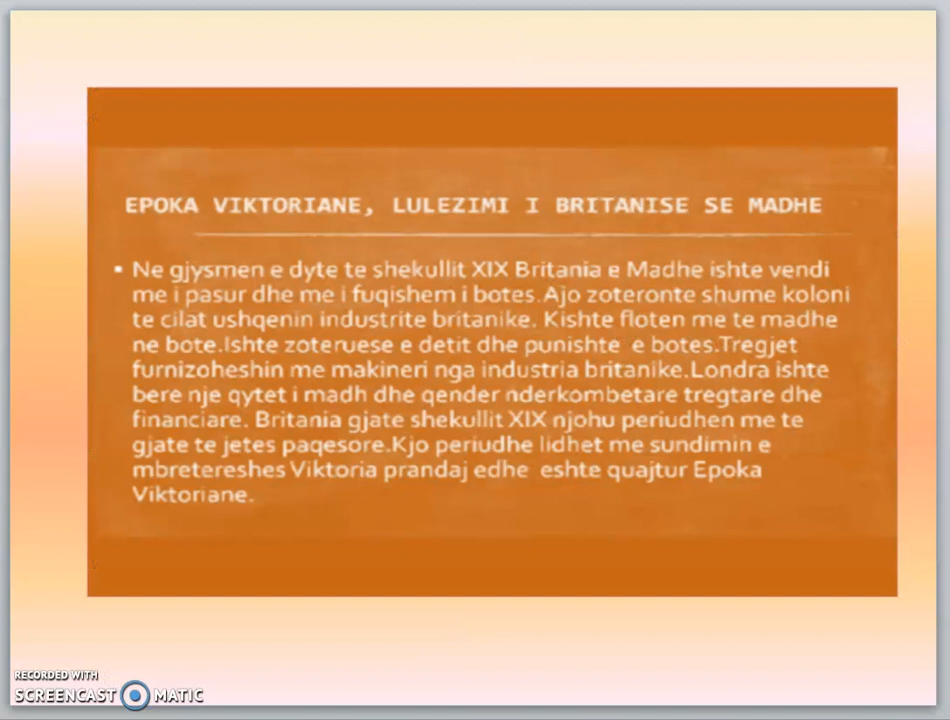 EPOKA VIKTORIANE, LULEZIMI I BRITANISE SE MADHE
▪ Ne gjysmen e dyte te shekullit XIX Britania e Madhe ishte vendi
me i pasur dhe me i fuqishem i botes.Ajo zoteronte shume koloni
te cilat ushqenin industrite britanike. Kishte floten me te madhe
ne bote.Ishte zoteruese e detit dhe punishte e botes.Tregjet
furnizoheshin me makineri nga industria britanike.Londra ishte
bere nje qytet i madh dhe qender nderkombetare tregtare dhe
financiare. Britania gjate shekullit XIX njohu periudhen me te
gjate te jetes paqesore.Kjo periudhe lidhet me sundimin e
mbretereshes Viktoria prandaj edhe eshte quajtur Epoka
Viktoriane.
RECORDED WITH
SCREENCAST MATIC